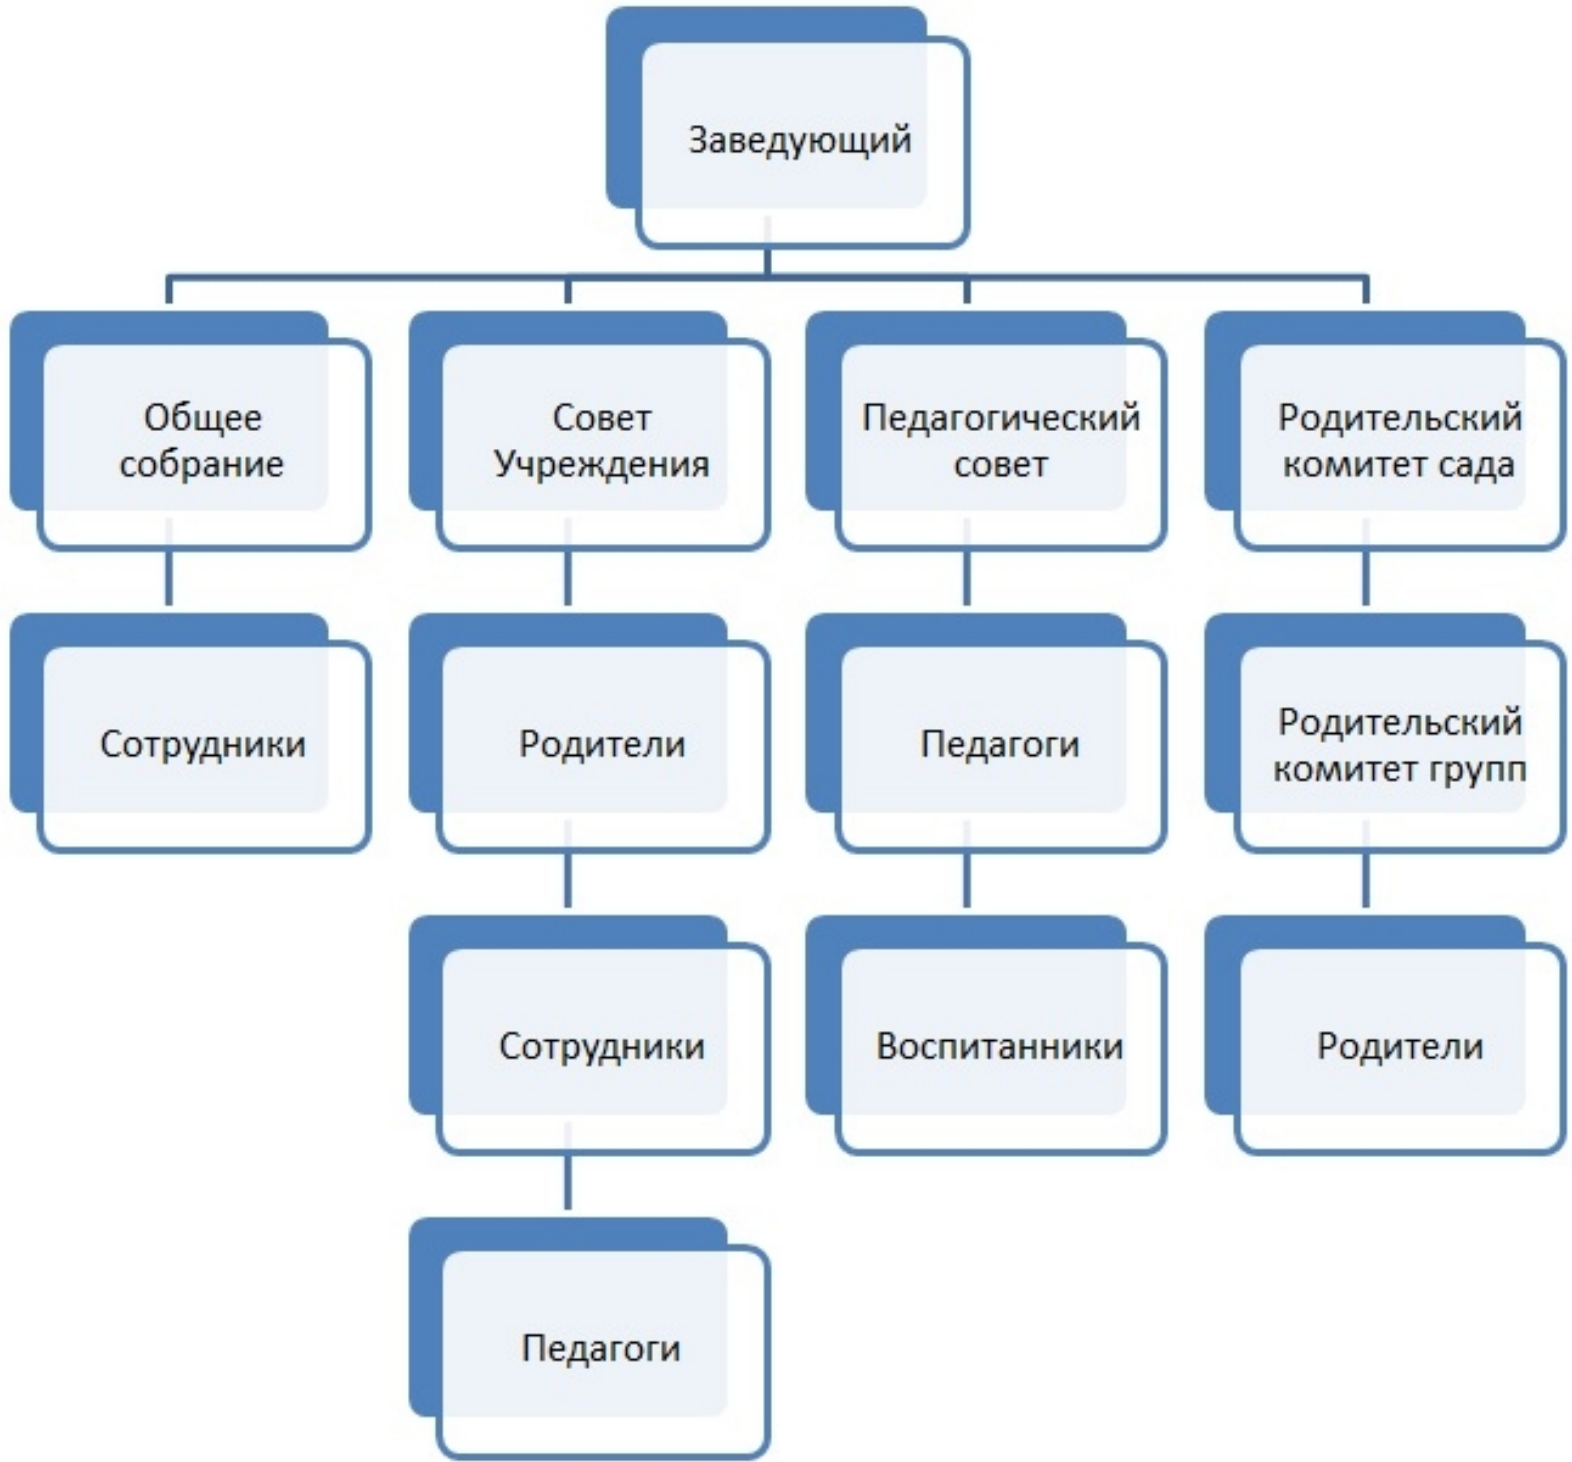 Заведующий
Общее
собрание
Совет
Учреждения
Педагогический
совет
Родительский
комитет сада
Сотрудники
Родители
Педагоги
Родительский
комитет групп
Сотрудники
Воспитанники
Родители
Педагоги